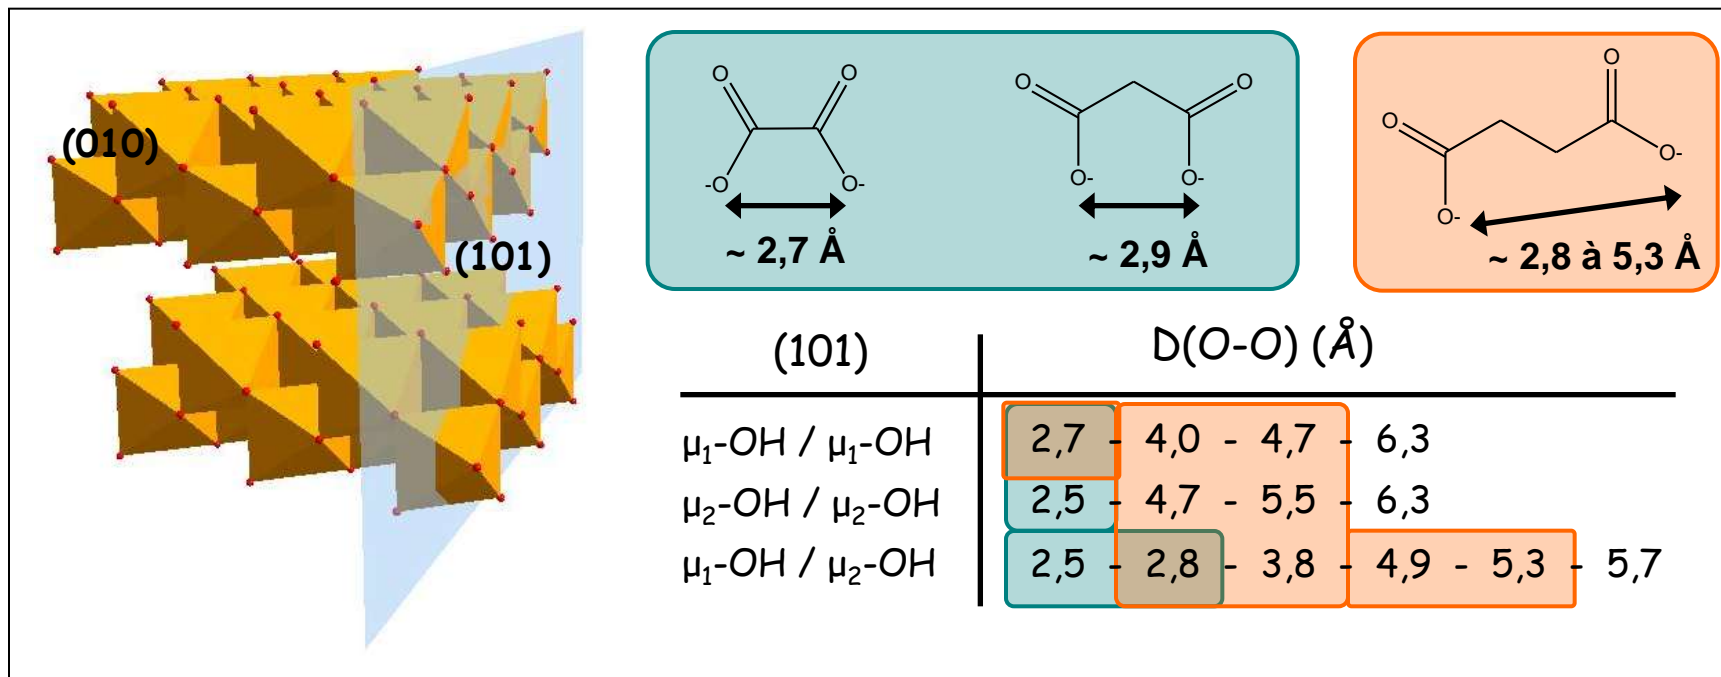 (010)
(101)
O
O
-O
O-
~ 2,7 Å
O
O
O-
O-
~ 2,9 Å
O
O
O-
O-
~ 2,8 à 5,3 Å
(101)
D(O-O) (Å)
μ₁-OH / μ₁-OH
2,7 - 4,0 - 4,7 - 6,3
μ₂-OH / μ₂-OH
2,5 - 4,7 - 5,5 - 6,3
μ₁-OH / μ₂-OH
2,5 - 2,8 - 3,8 - 4,9 - 5,3 - 5,7